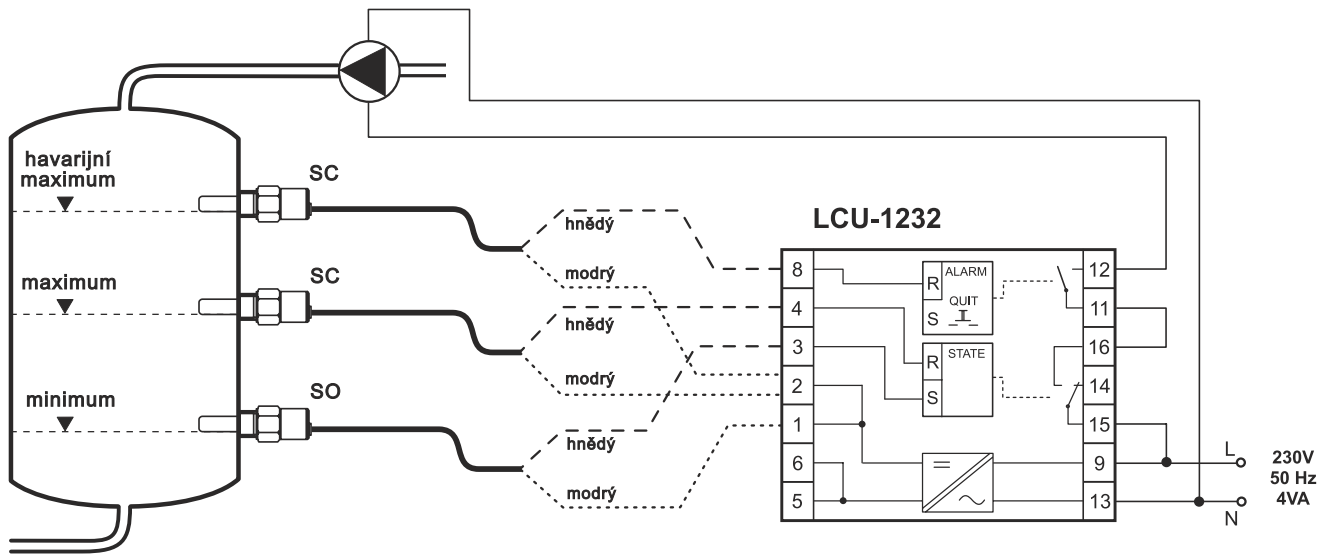 havarijní
maximum
SC
maximum
SC
minimum
SO
hnědý
modrý
hnědý
modrý
hnědý
modrý
LCU-1232
8
4
3
2
1
6
5
R
ALARM
QUIT
S
R
STATE
S
12
11
16
14
15
9
13
L
N
230V
50 Hz
4VA